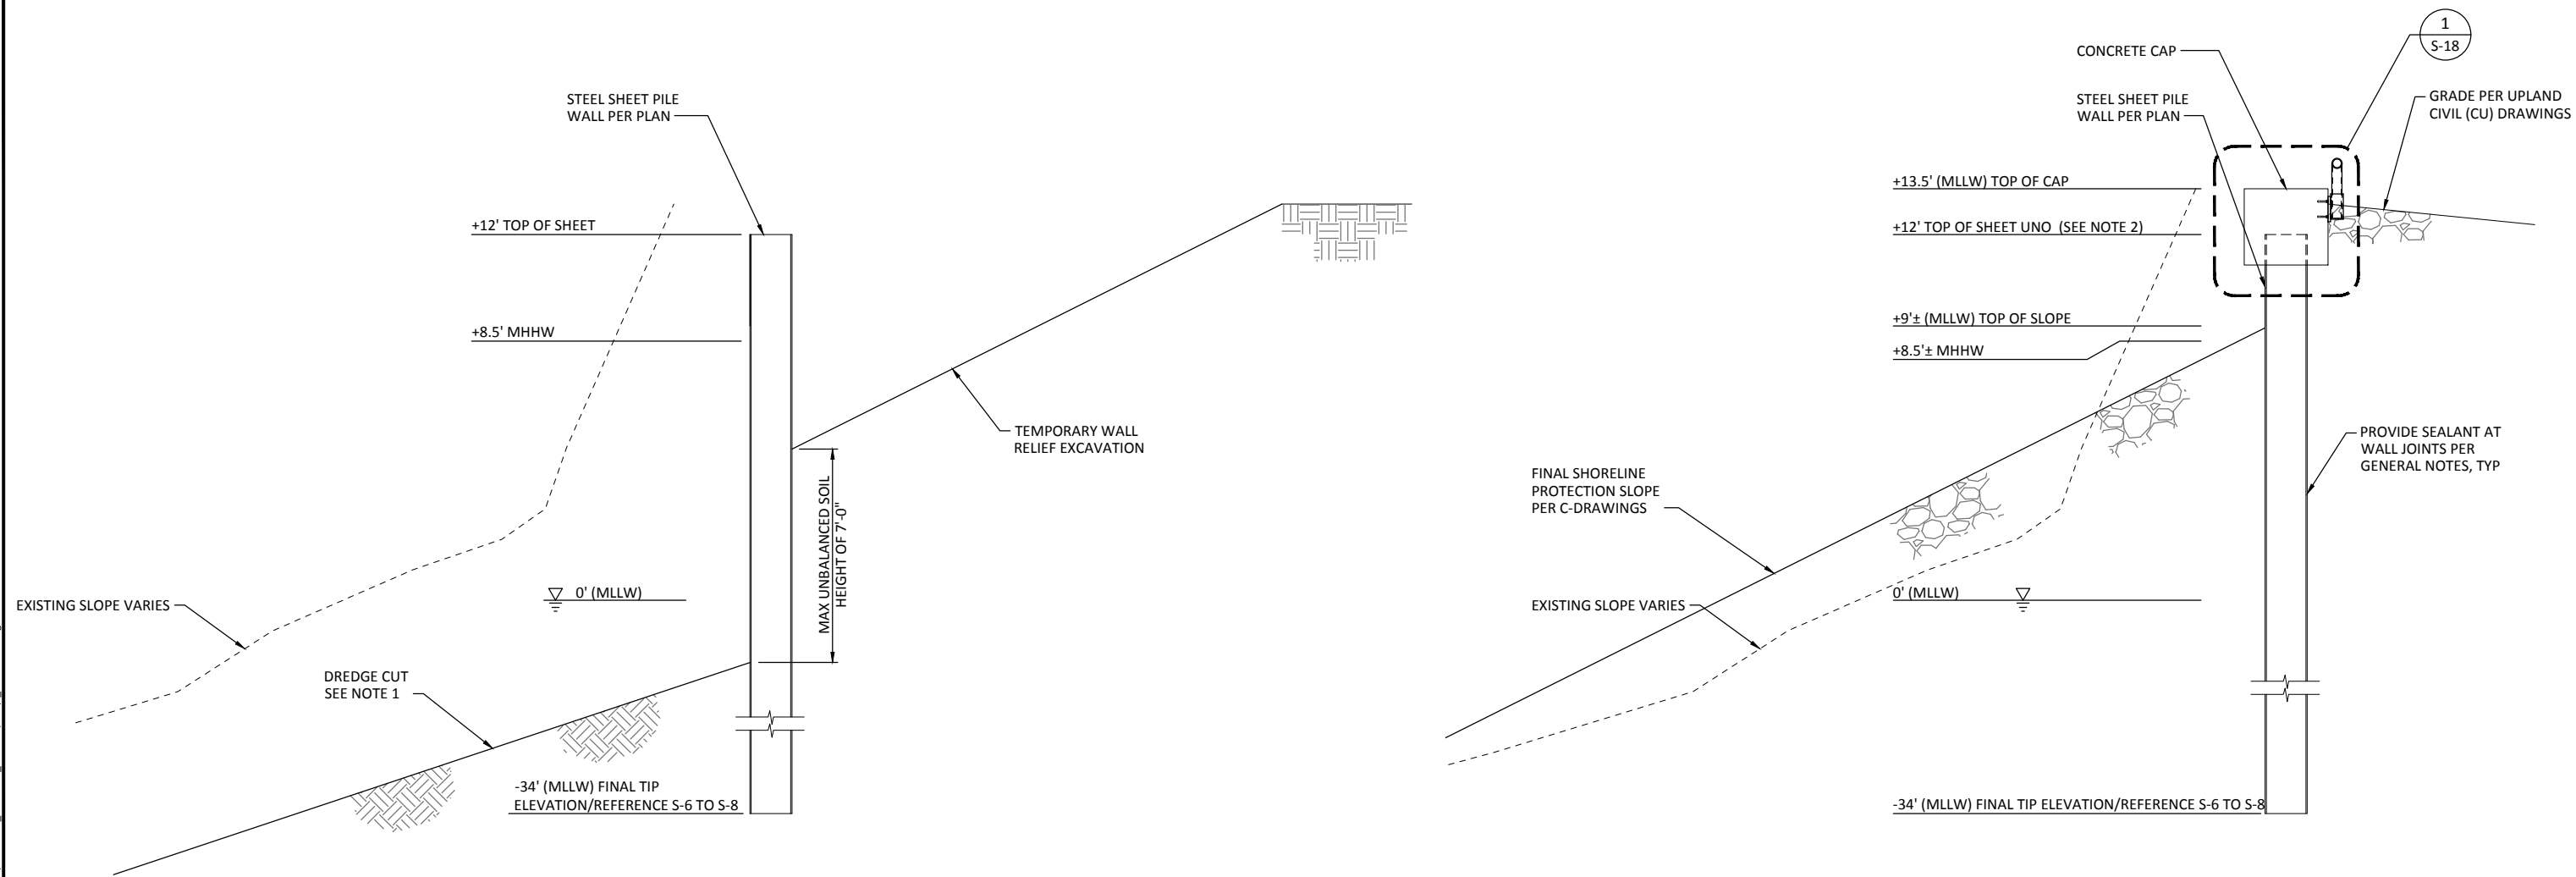 STEEL SHEET PILE
WALL PER PLAN
+12' TOP OF SHEET
+8.5' MHHW
TEMPORARY WALL
RELIEF EXCAVATION
MAX UNBALANCED SOIL
HEIGHT OF 7'-0"
0' (MLLW)
EXISTING SLOPE VARIES
DREDGE CUT
SEE NOTE 1
-34' (MLLW) FINAL TIP
ELEVATION/REFERENCE S-6 TO S-8
1
S-18
CONCRETE CAP
STEEL SHEET PILE
WALL PER PLAN
GRADE PER UPLAND
CIVIL (CU) DRAWINGS
+13.5' (MLLW) TOP OF CAP
+12' TOP OF SHEET UNO (SEE NOTE 2)
+9'± (MLLW) TOP OF SLOPE
+8.5'± MHHW
PROVIDE SEALANT AT
WALL JOINTS PER
GENERAL NOTES, TYP
FINAL SHORELINE
PROTECTION SLOPE
PER C-DRAWINGS
0' (MLLW)
EXISTING SLOPE VARIES
-34' (MLLW) FINAL TIP ELEVATION/REFERENCE S-6 TO S-8